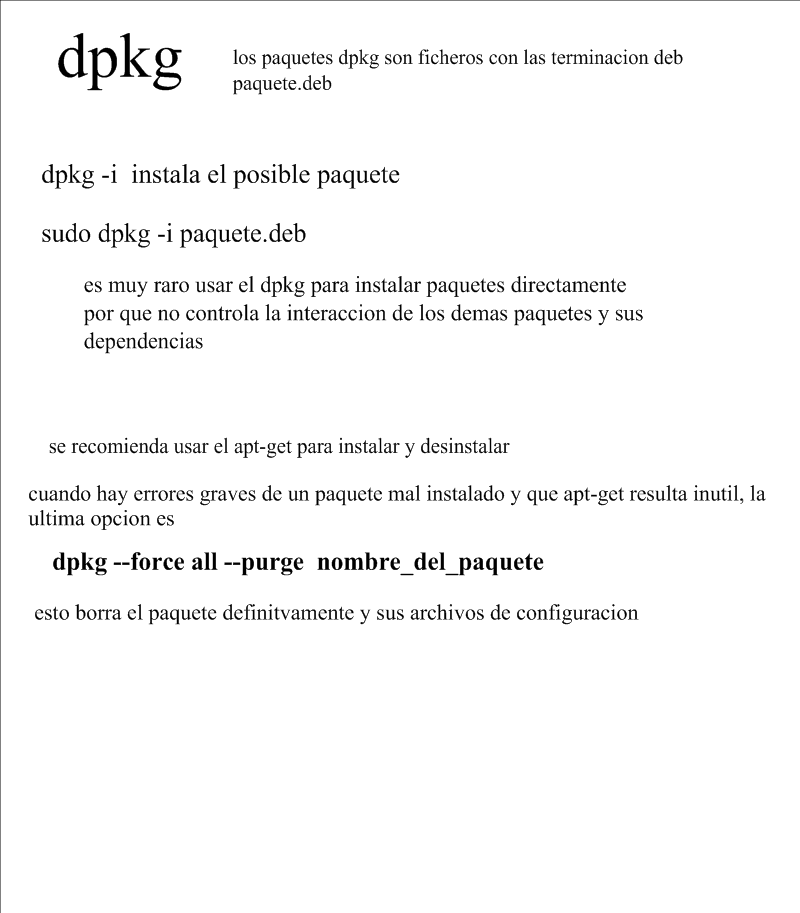 dpkg
los paquetes dpkg son ficheros con las terminacion deb
paquete.deb
dpkg -i  instala el posible paquete
sudo dpkg -i paquete.deb
es muy raro usar el dpkg para instalar paquetes directamente
por que no controla la interaccion de los demas paquetes y sus
dependencias
se recomienda usar el apt-get para instalar y desinstalar
cuando hay errores graves de un paquete mal instalado y que apt-get resulta inutil, la
ultima opcion es
dpkg --force all --purge  nombre_del_paquete
esto borra el paquete definitvamente y sus archivos de configuracion